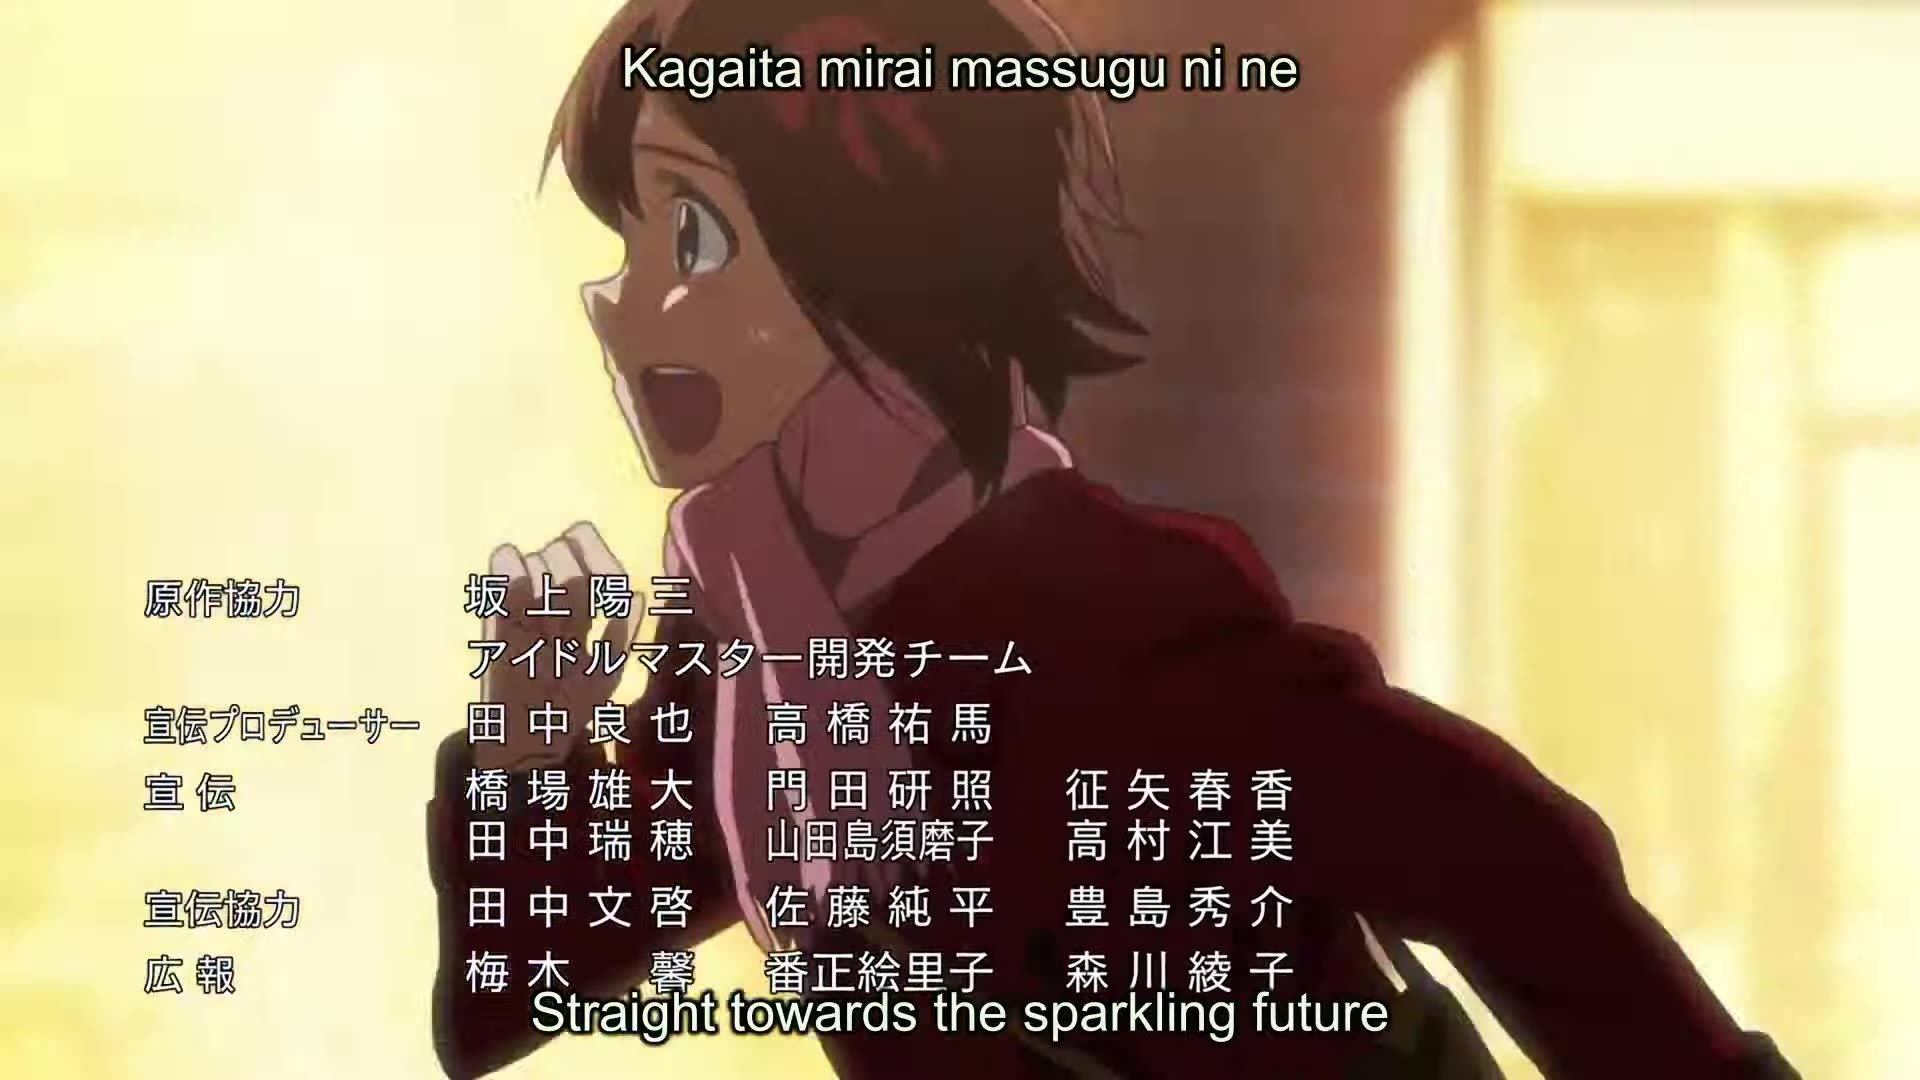 Kagaita mirai massugu ni ne
原作協力 坂上陽三
アイドルマスター開発チーム
宣伝プロデューサー 田中良也 高橋祐馬
宣伝 橋場雄大 門田研照 征矢春香
田中瑞穂 山田島須磨子 高村江美
宣伝協力 田中文啓 佐藤純平 豊島秀介
広報 梅木馨 番正絵里子 森川綾子
Straight towards the sparkling future